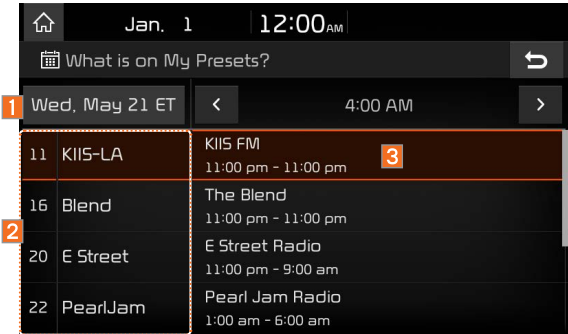 Jan. 1 12:00 AM
What is on My Presets?
1 Wed, May 21 ET < 4:00 AM >
11 KIIS-LA KIIS FM 3
11:00 pm - 11:00 pm
2
16 Blend The Blend
11:00 pm - 11:00 pm
20 E Street E Street Radio
11:00 pm - 9:00 am
22 PearlJam Pearl Jam Radio
1:00 am - 6:00 am